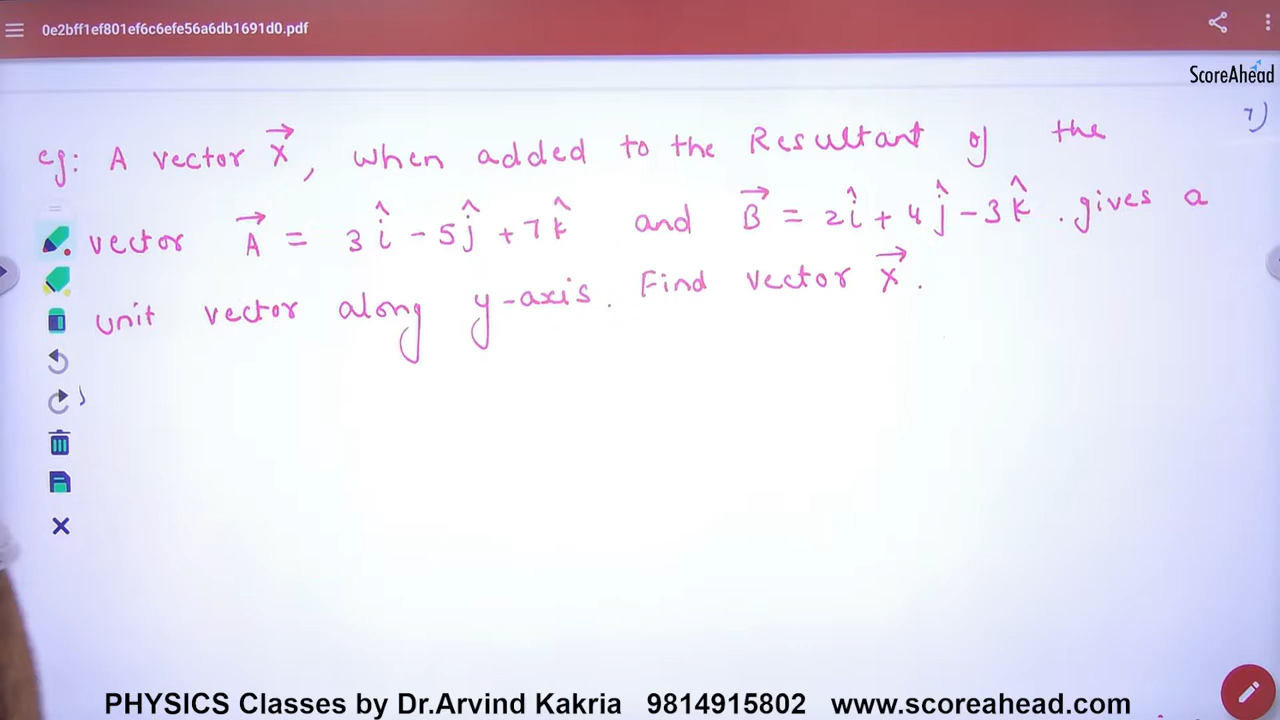 0e2bff1ef801ef6c6efe56a6db1691d0.pdf
ScoreAhead
7)
eg: A vector X⃗, when added to the Resultant of the
vector A⃗ = 3î - 5ĵ + 7k̂ and B⃗ = 2î + 4ĵ - 3k̂ . gives a
unit vector along y-axis. Find vector X⃗.
PHYSICS Classes by Dr.Arvind Kakria 9814915802 www.scoreahead.com